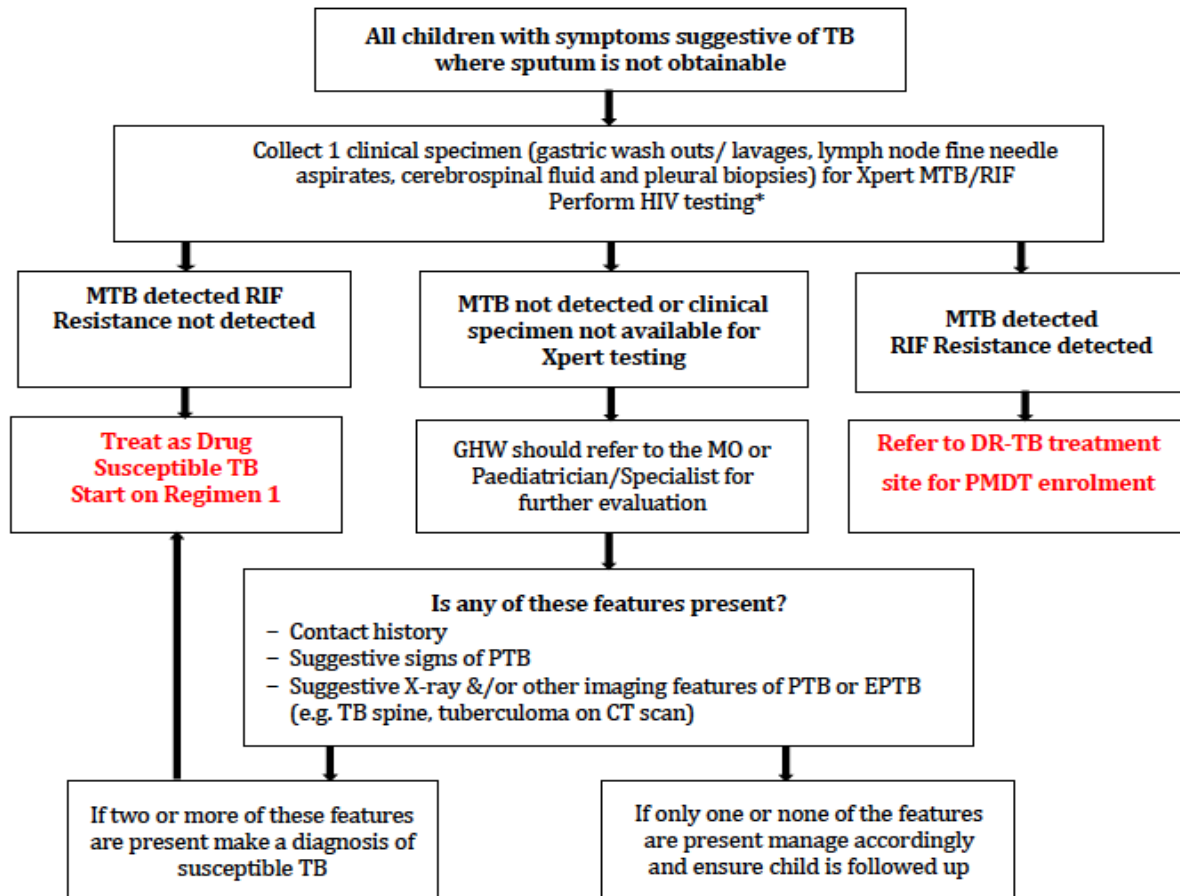 All children with symptoms suggestive of TB
where sputum is not obtainable
Collect 1 clinical specimen (gastric wash outs/ lavages, lymph node fine needle
aspirates, cerebrospinal fluid and pleural biopsies) for Xpert MTB/RIF
Perform HIV testing*
MTB detected RIF
Resistance not detected
MTB not detected or clinical
specimen not available for
Xpert testing
MTB detected
RIF Resistance detected
Treat as Drug
Susceptible TB
Start on Regimen 1
GHW should refer to the MO or
Paediatrician/Specialist for
further evaluation
Refer to DR-TB treatment
site for PMDT enrolment
Is any of these features present?
− Contact history
− Suggestive signs of PTB
− Suggestive X-ray &/or other imaging features of PTB or EPTB
(e.g. TB spine, tuberculoma on CT scan)
If two or more of these features
are present make a diagnosis of
susceptible TB
If only one or none of the features
are present manage accordingly
and ensure child is followed up